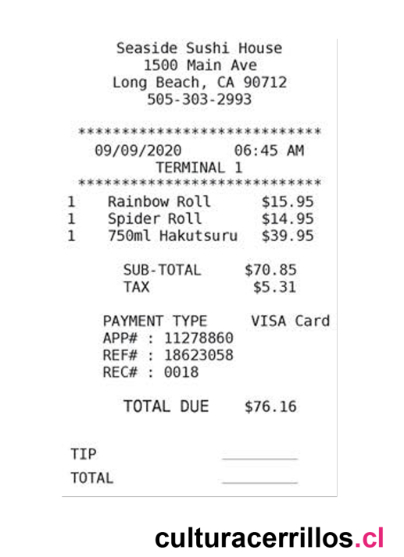 Seaside Sushi House
1500 Main Ave
Long Beach, CA 90712
505-303-2993
****************************
09/09/2020 06:45 AM
TERMINAL 1
****************************
1 Rainbow Roll $15.95
1 Spider Roll $14.95
1 750ml Hakutsuru $39.95
SUB-TOTAL $70.85
TAX $5.31
PAYMENT TYPE VISA Card
APP# : 11278860
REF# : 18623058
REC# : 0018
TOTAL DUE $76.16
TIP
TOTAL
culturacerrillos.cl